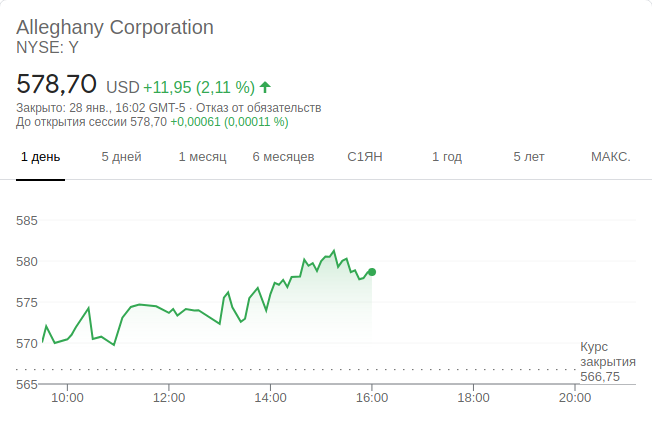 Alleghany Corporation
NYSE: Y
578,70 USD +11,95 (2,11 %)
Закрыто: 28 янв., 16:02 GMT-5 · Отказ от обязательств
До открытия сессии 578,70 +0,00061 (0,00011 %)
1 день 5 дней 1 месяц 6 месяцев С1ЯН 1 год 5 лет МАКС.
585
580
575
570
Курс
закрытия
566,75
565
10:00 12:00 14:00 16:00 18:00 20:00